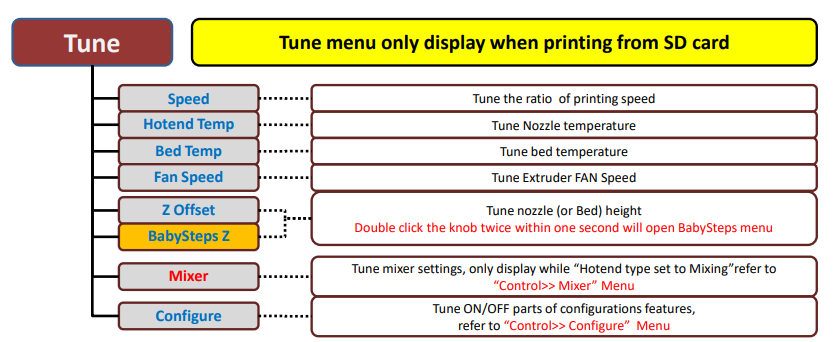 Tune
Tune menu only display when printing from SD card
Speed
Tune the ratio of printing speed
Hotend Temp
Tune Nozzle temperature
Bed Temp
Tune bed temperature
Fan Speed
Tune Extruder FAN Speed
Z Offset
BabySteps Z
Tune nozzle (or Bed) height
Double click the knob twice within one second will open BabySteps menu
Mixer
Tune mixer settings, only display while “Hotend type set to Mixing”refer to
“Control>> Mixer” Menu
Configure
Tune ON/OFF parts of configurations features,
refer to “Control>> Configure” Menu